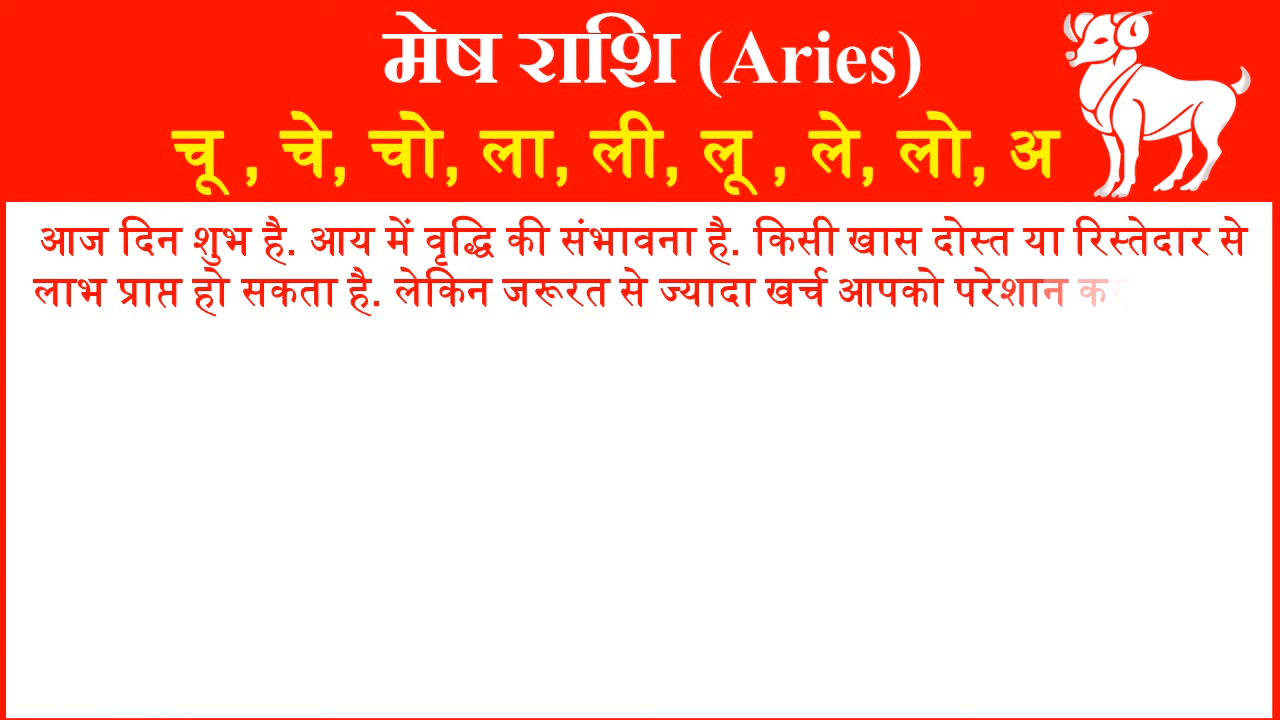 मेष राशि (Aries)
चू , चे, चो, ला, ली, लू , ले, लो, अ
आज दिन शुभ है. आय में वृद्धि की संभावना है. किसी खास दोस्त या रिस्तेदार से
लाभ प्राप्त हो सकता है. लेकिन जरूरत से ज्यादा खर्च आपको परेशान